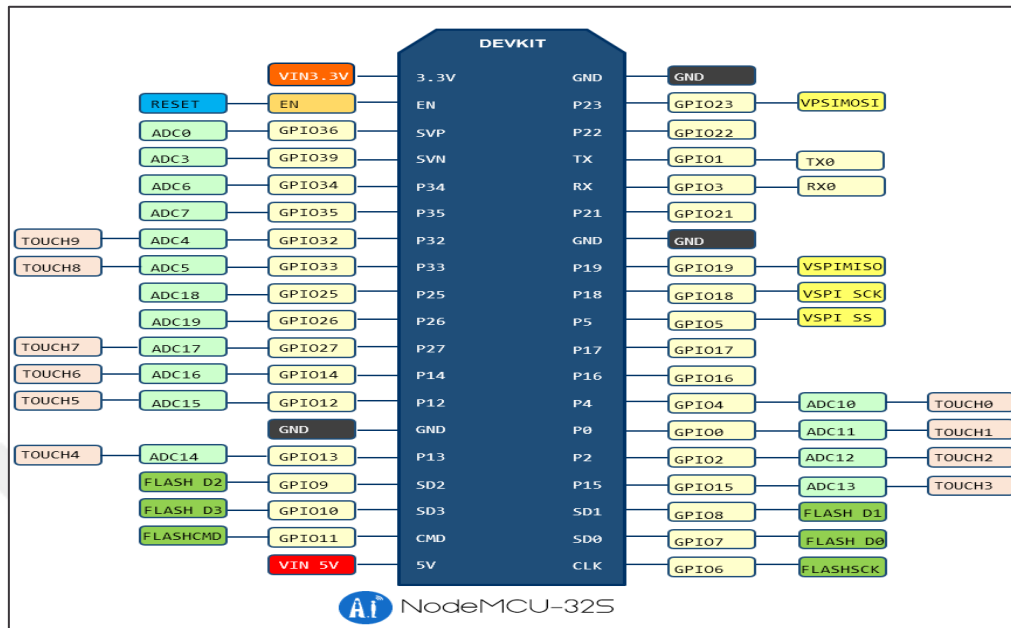 DEVKIT
VIN3.3V 3.3V GND GND
RESET EN EN P23 GPIO23 VPSIMOSI
ADC0 GPIO36 SVP P22 GPIO22
ADC3 GPIO39 SVN TX GPIO1 TX0
ADC6 GPIO34 P34 RX GPIO3 RX0
ADC7 GPIO35 P35 P21 GPIO21
TOUCH9 ADC4 GPIO32 P32 GND GND
TOUCH8 ADC5 GPIO33 P33 P19 GPIO19 VSPIMISO
ADC18 GPIO25 P25 P18 GPIO18 VSPI SCK
ADC19 GPIO26 P26 P5 GPIO5 VSPI SS
TOUCH7 ADC17 GPIO27 P27 P17 GPIO17
TOUCH6 ADC16 GPIO14 P14 P16 GPIO16
TOUCH5 ADC15 GPIO12 P12 P4 GPIO4 ADC10 TOUCH0
GND GND P0 GPIO0 ADC11 TOUCH1
TOUCH4 ADC14 GPIO13 P13 P2 GPIO2 ADC12 TOUCH2
FLASH D2 GPIO9 SD2 P15 GPIO15 ADC13 TOUCH3
FLASH D3 GPIO10 SD3 SD1 GPIO8 FLASH D1
FLASHCMD GPIO11 CMD SD0 GPIO7 FLASH D0
VIN 5V 5V CLK GPIO6 FLASHSCK
Ai NodeMCU-32S